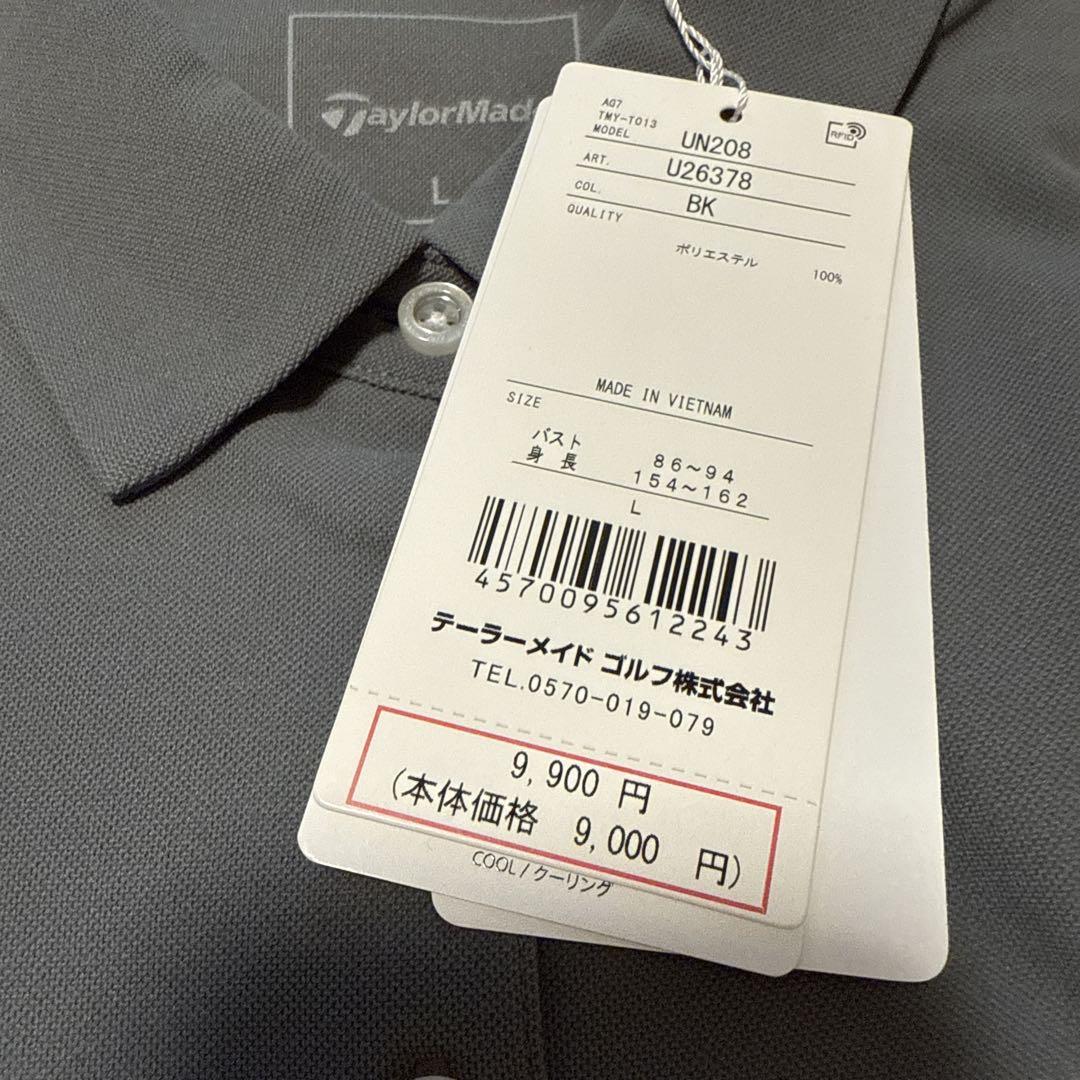 TaylorMad
L
AG7
TMY-T013
RFID
MODEL UN208
ART. U26378
COL. BK
QUALITY
ポリエステル 100%
MADE IN VIETNAM
SIZE
バスト 86～94
身長 154～162
L
4570095612243
テーラーメイド ゴルフ株式会社
TEL.0570-019-079
9,900 円
(本体価格 9,000 円)
COOL/クーリング